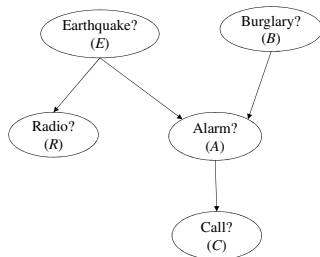 Earthquake?
(E)
Burglary?
(B)
Radio?
(R)
Alarm?
(A)
Call?
(C)